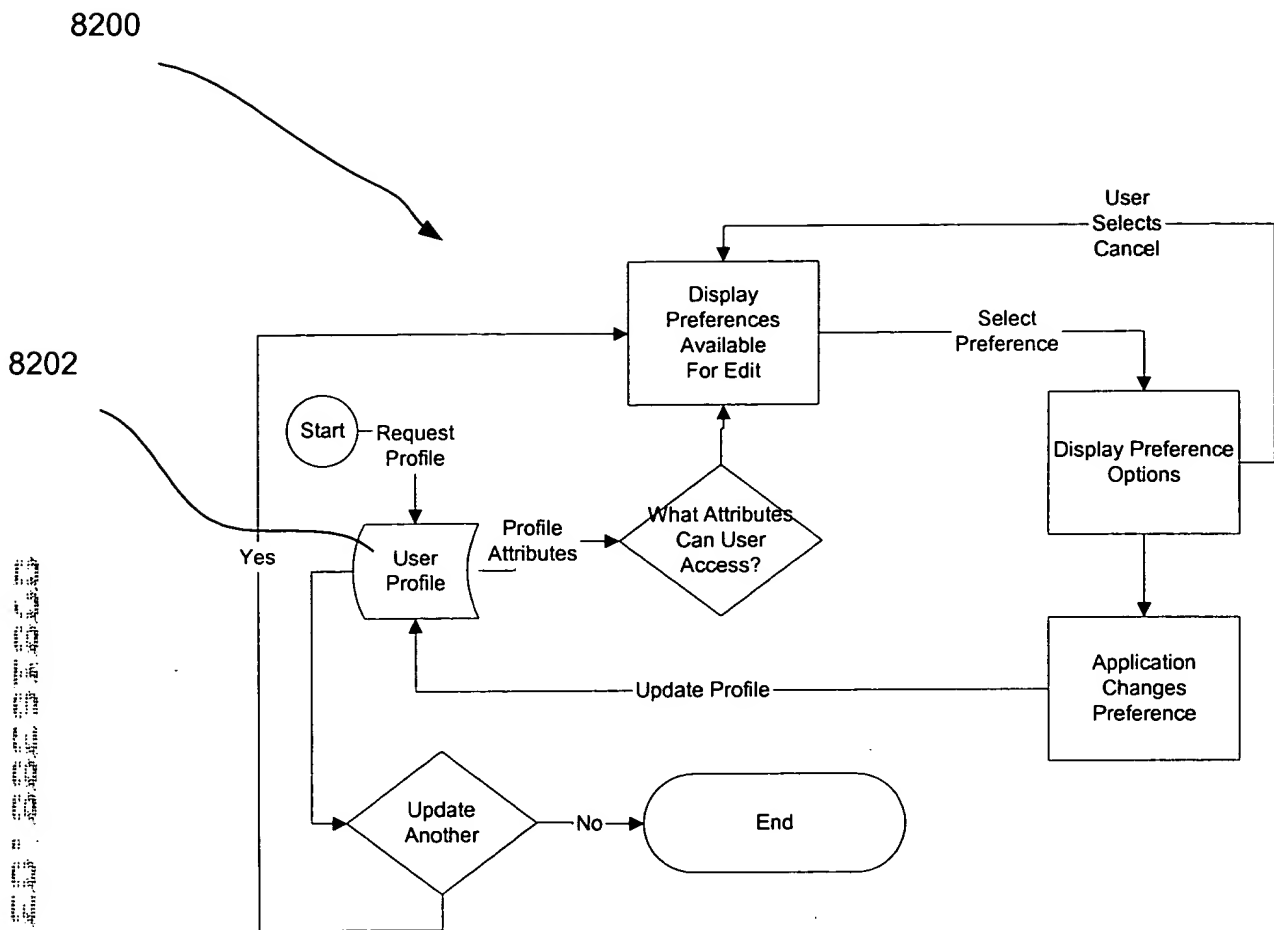 8200
User
Selects
Cancel
Display
Preferences
Available
For Edit
Select
Preference
8202
Start
Request
Profile
Display Preference
Options
What Attributes
Can User
Access?
Profile
Attributes
User
Profile
Yes
Application
Changes
Preference
Update Profile
Update
Another
No
End